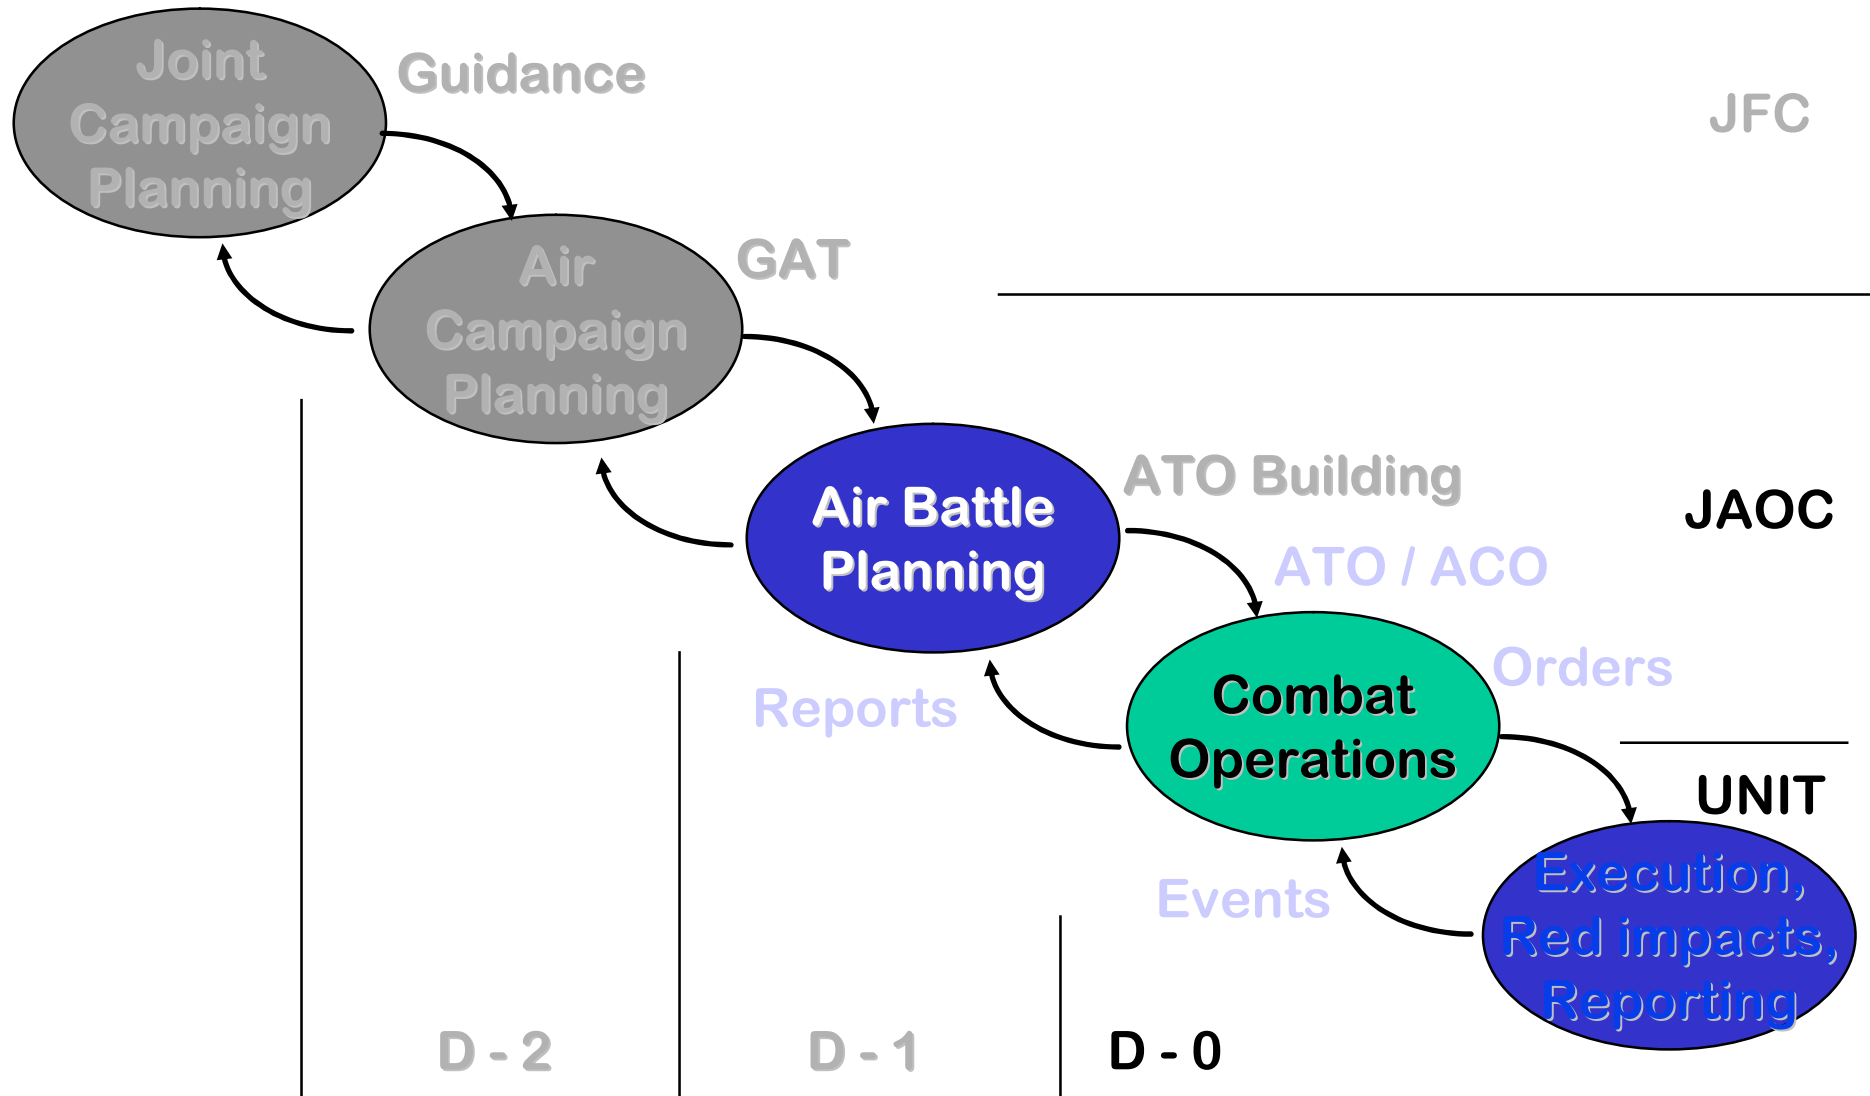 Joint
Campaign
Planning
Guidance
JFC
Air
Campaign
Planning
GAT
Air Battle
Planning
ATO Building
JAOC
ATO / ACO
Combat
Operations
Orders
Reports
UNIT
Execution,
Red impacts,
Reporting
Events
D - 2
D - 1
D - 0